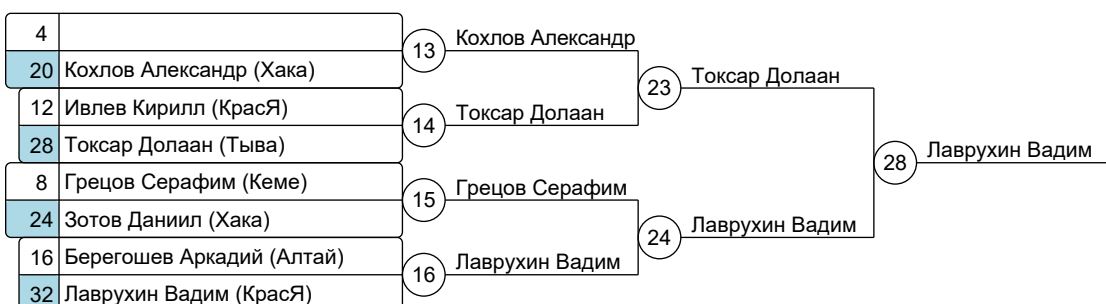 4
20 Кохлов Александр (Хака)
12 Ивлев Кирилл (КрасЯ)
28 Токсар Долаан (Тыва)
8 Грецов Серафим (Кеме)
24 Зотов Даниил (Хака)
16 Берегошев Аркадий (Алтай)
32 Лаврухин Вадим (КрасЯ)
13 Кохлов Александр
14 Токсар Долаан
15 Грецов Серафим
16 Лаврухин Вадим
23 Токсар Долаан
24 Лаврухин Вадим
28 Лаврухин Вадим